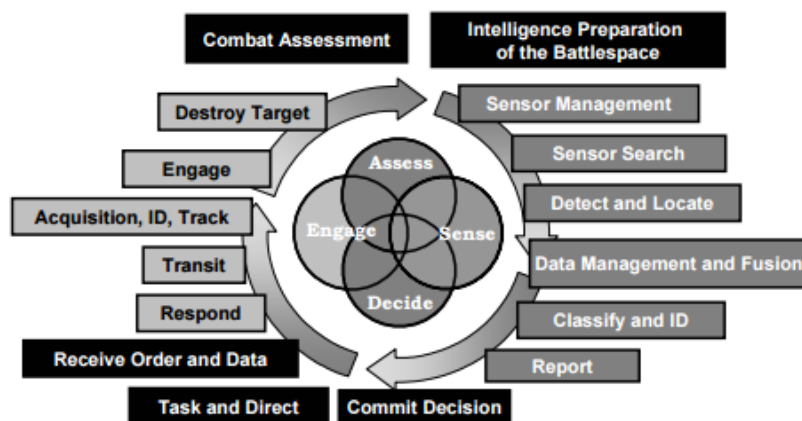 Combat Assessment
Intelligence Preparation
of the Battlespace
Sensor Management
Sensor Search
Detect and Locate
Data Management and Fusion
Classify and ID
Report
Commit Decision
Task and Direct
Receive Order and Data
Respond
Transit
Acquisition, ID, Track
Engage
Destroy Target
Assess
Sense
Decide
Engage